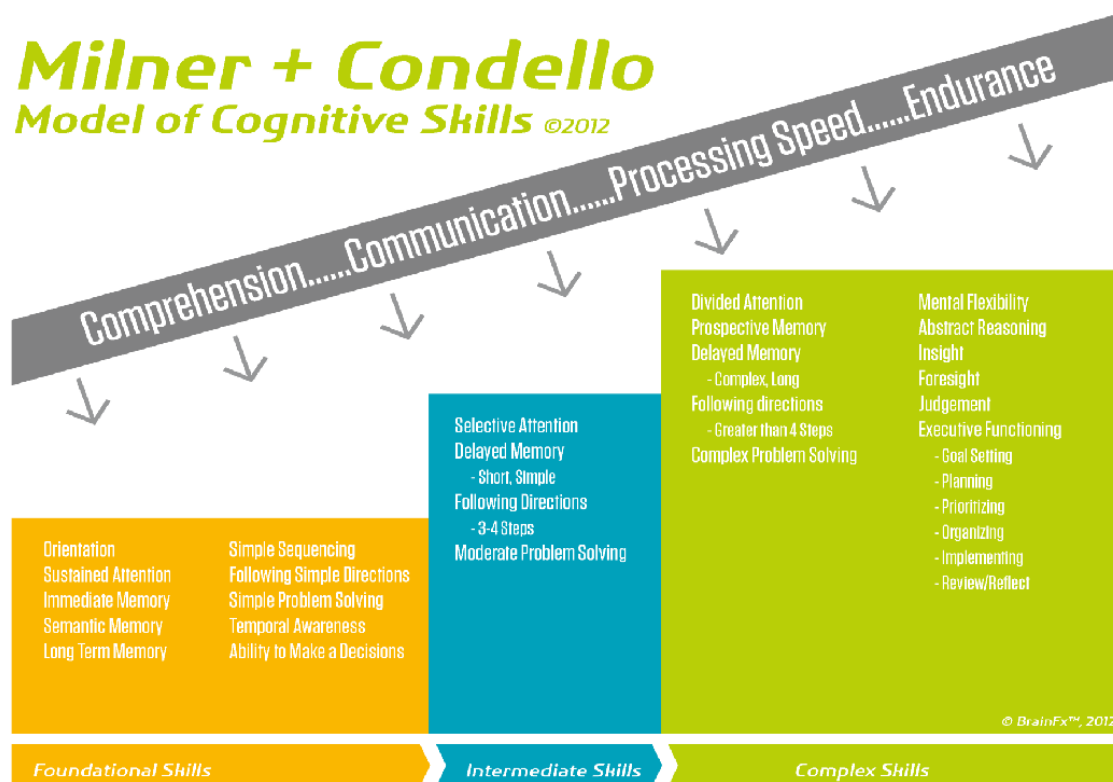 Milner + Condello
Model of Cognitive Skills ©2012
Comprehension......Communication......Processing Speed......Endurance
Orientation
Sustained Attention
Immediate Memory
Semantic Memory
Long Term Memory
Simple Sequencing
Following Simple Directions
Simple Problem Solving
Temporal Awareness
Ability to Make a Decisions
Selective Attention
Delayed Memory
- Short, Simple
Following Directions
- 3-4 Steps
Moderate Problem Solving
Divided Attention
Prospective Memory
Delayed Memory
- Complex, Long
Following directions
- Greater than 4 Steps
Complex Problem Solving
Mental Flexibility
Abstract Reasoning
Insight
Foresight
Judgement
Executive Functioning
- Goal Setting
- Planning
- Prioritizing
- Organizing
- Implementing
- Review/Reflect
© BrainFx™, 2012
Foundational Skills
Intermediate Skills
Complex Skills